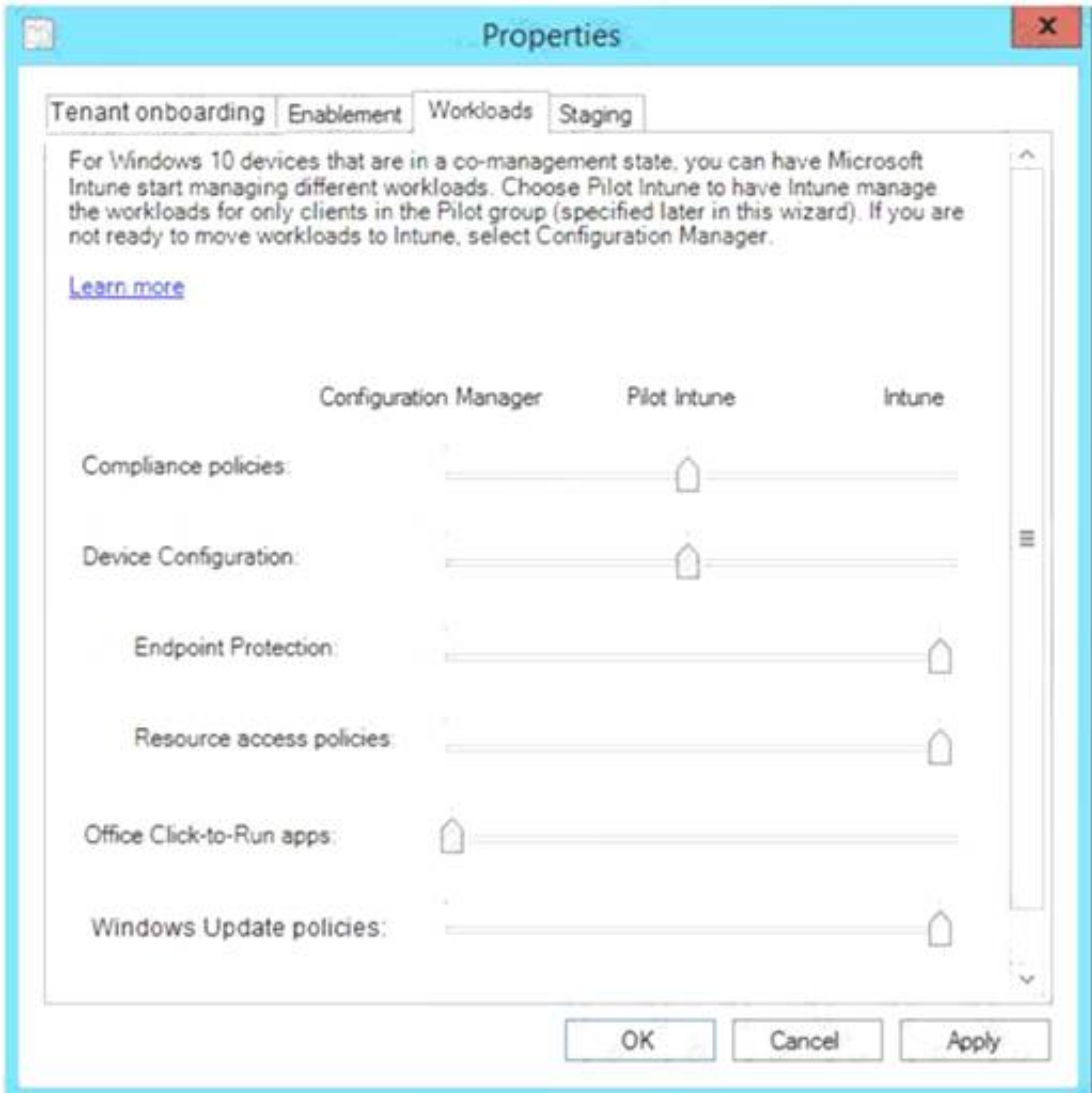 Properties
Tenant onboarding Enablement Workloads Staging
For Windows 10 devices that are in a co-management state, you can have Microsoft
Intune start managing different workloads. Choose Pilot Intune to have Intune manage
the workloads for only clients in the Pilot group (specified later in this wizard). If you are
not ready to move workloads to Intune, select Configuration Manager.
Learn more
Configuration Manager Pilot Intune Intune
Compliance policies:
Device Configuration:
Endpoint Protection:
Resource access policies:
Office Click-to-Run apps:
Windows Update policies:
OK Cancel Apply